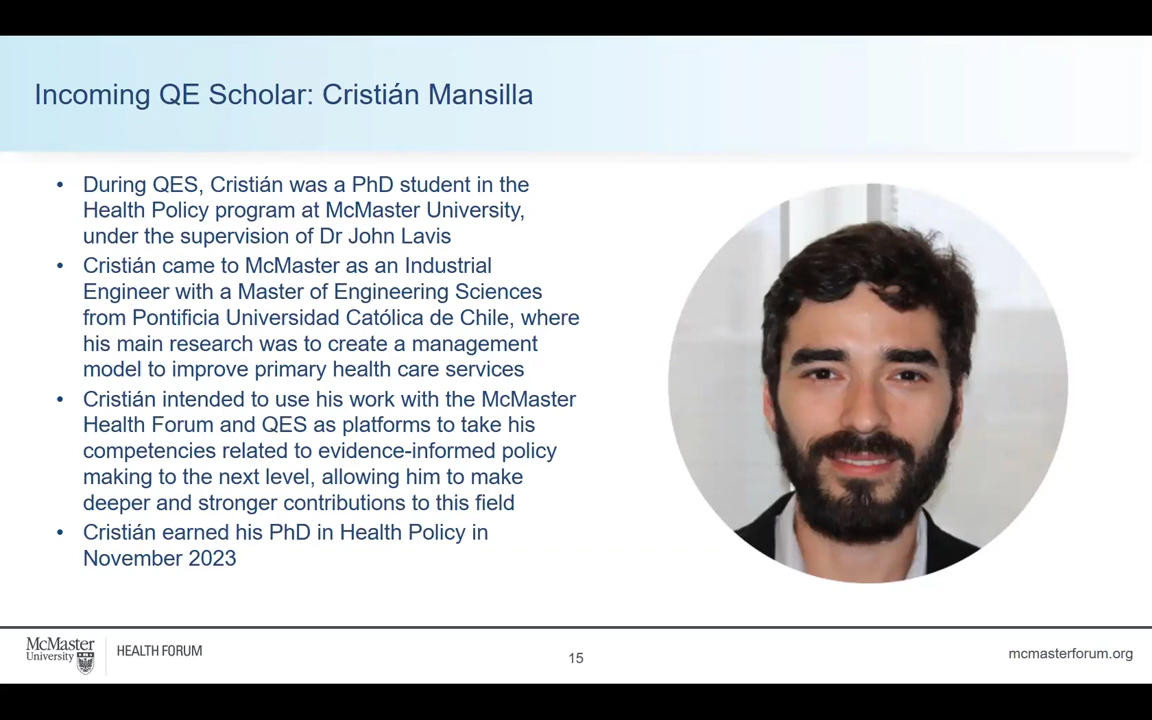 Incoming QE Scholar: Cristián Mansilla
• During QES, Cristián was a PhD student in the
Health Policy program at McMaster University,
under the supervision of Dr John Lavis
• Cristián came to McMaster as an Industrial
Engineer with a Master of Engineering Sciences
from Pontificia Universidad Católica de Chile, where
his main research was to create a management
model to improve primary health care services
• Cristián intended to use his work with the McMaster
Health Forum and QES as platforms to take his
competencies related to evidence-informed policy
making to the next level, allowing him to make
deeper and stronger contributions to this field
• Cristián earned his PhD in Health Policy in
November 2023
McMaster
University
HEALTH FORUM
15
mcmasterforum.org